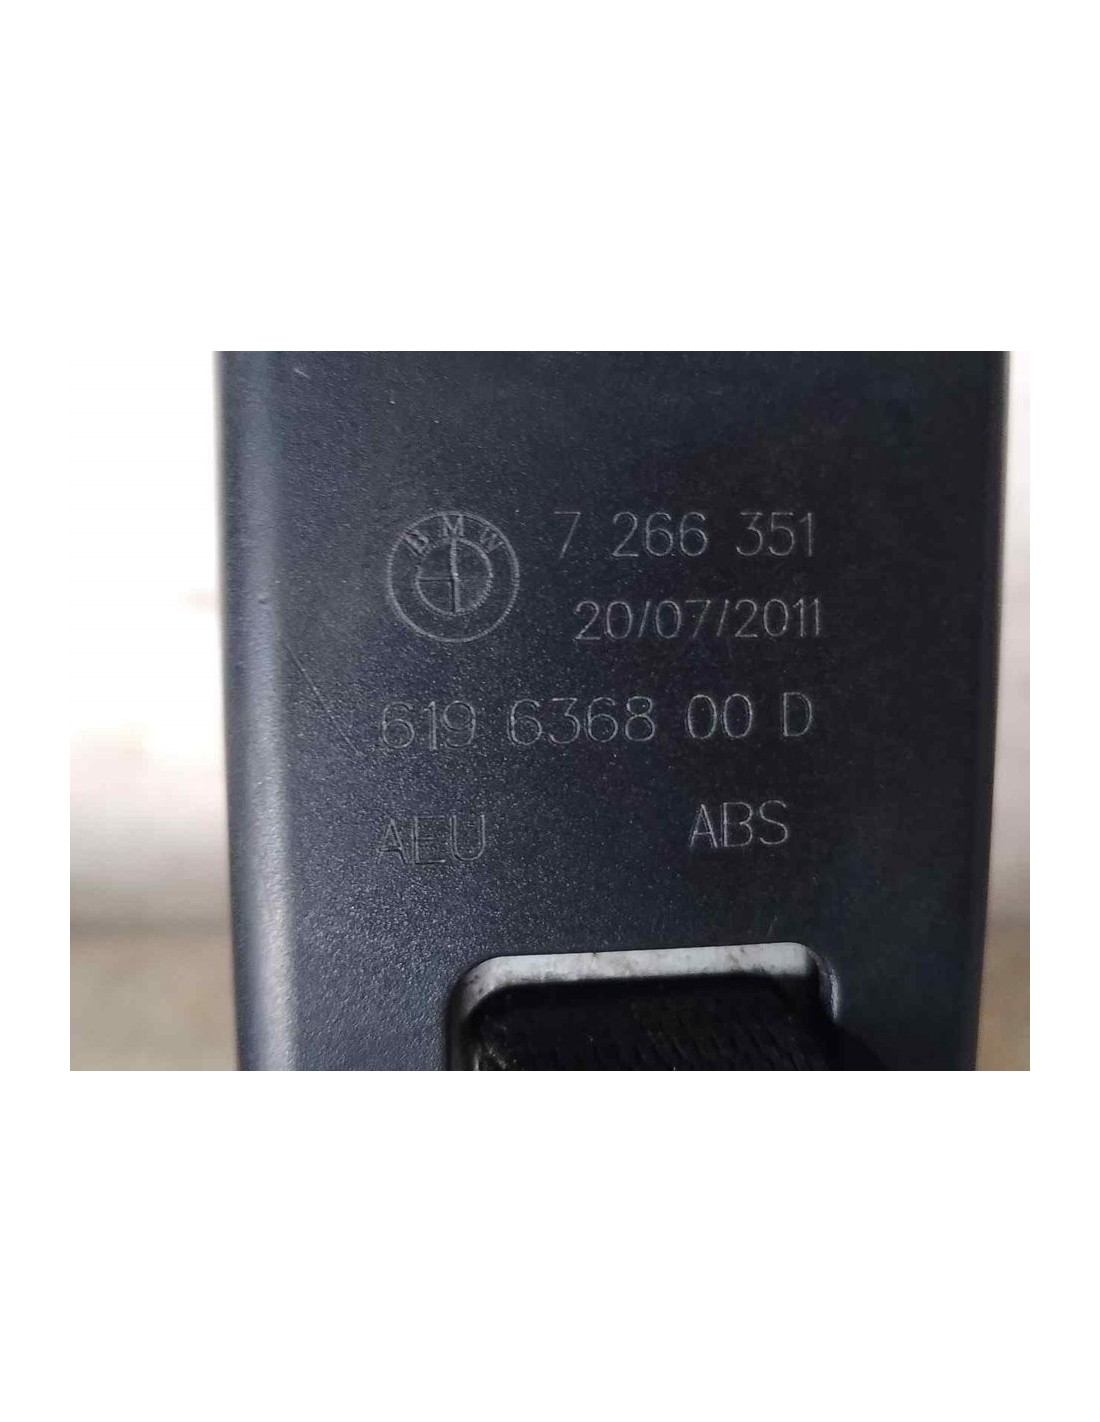 BMW 7 266 351
20/07/2011
619 6368 00 D
AEU ABS